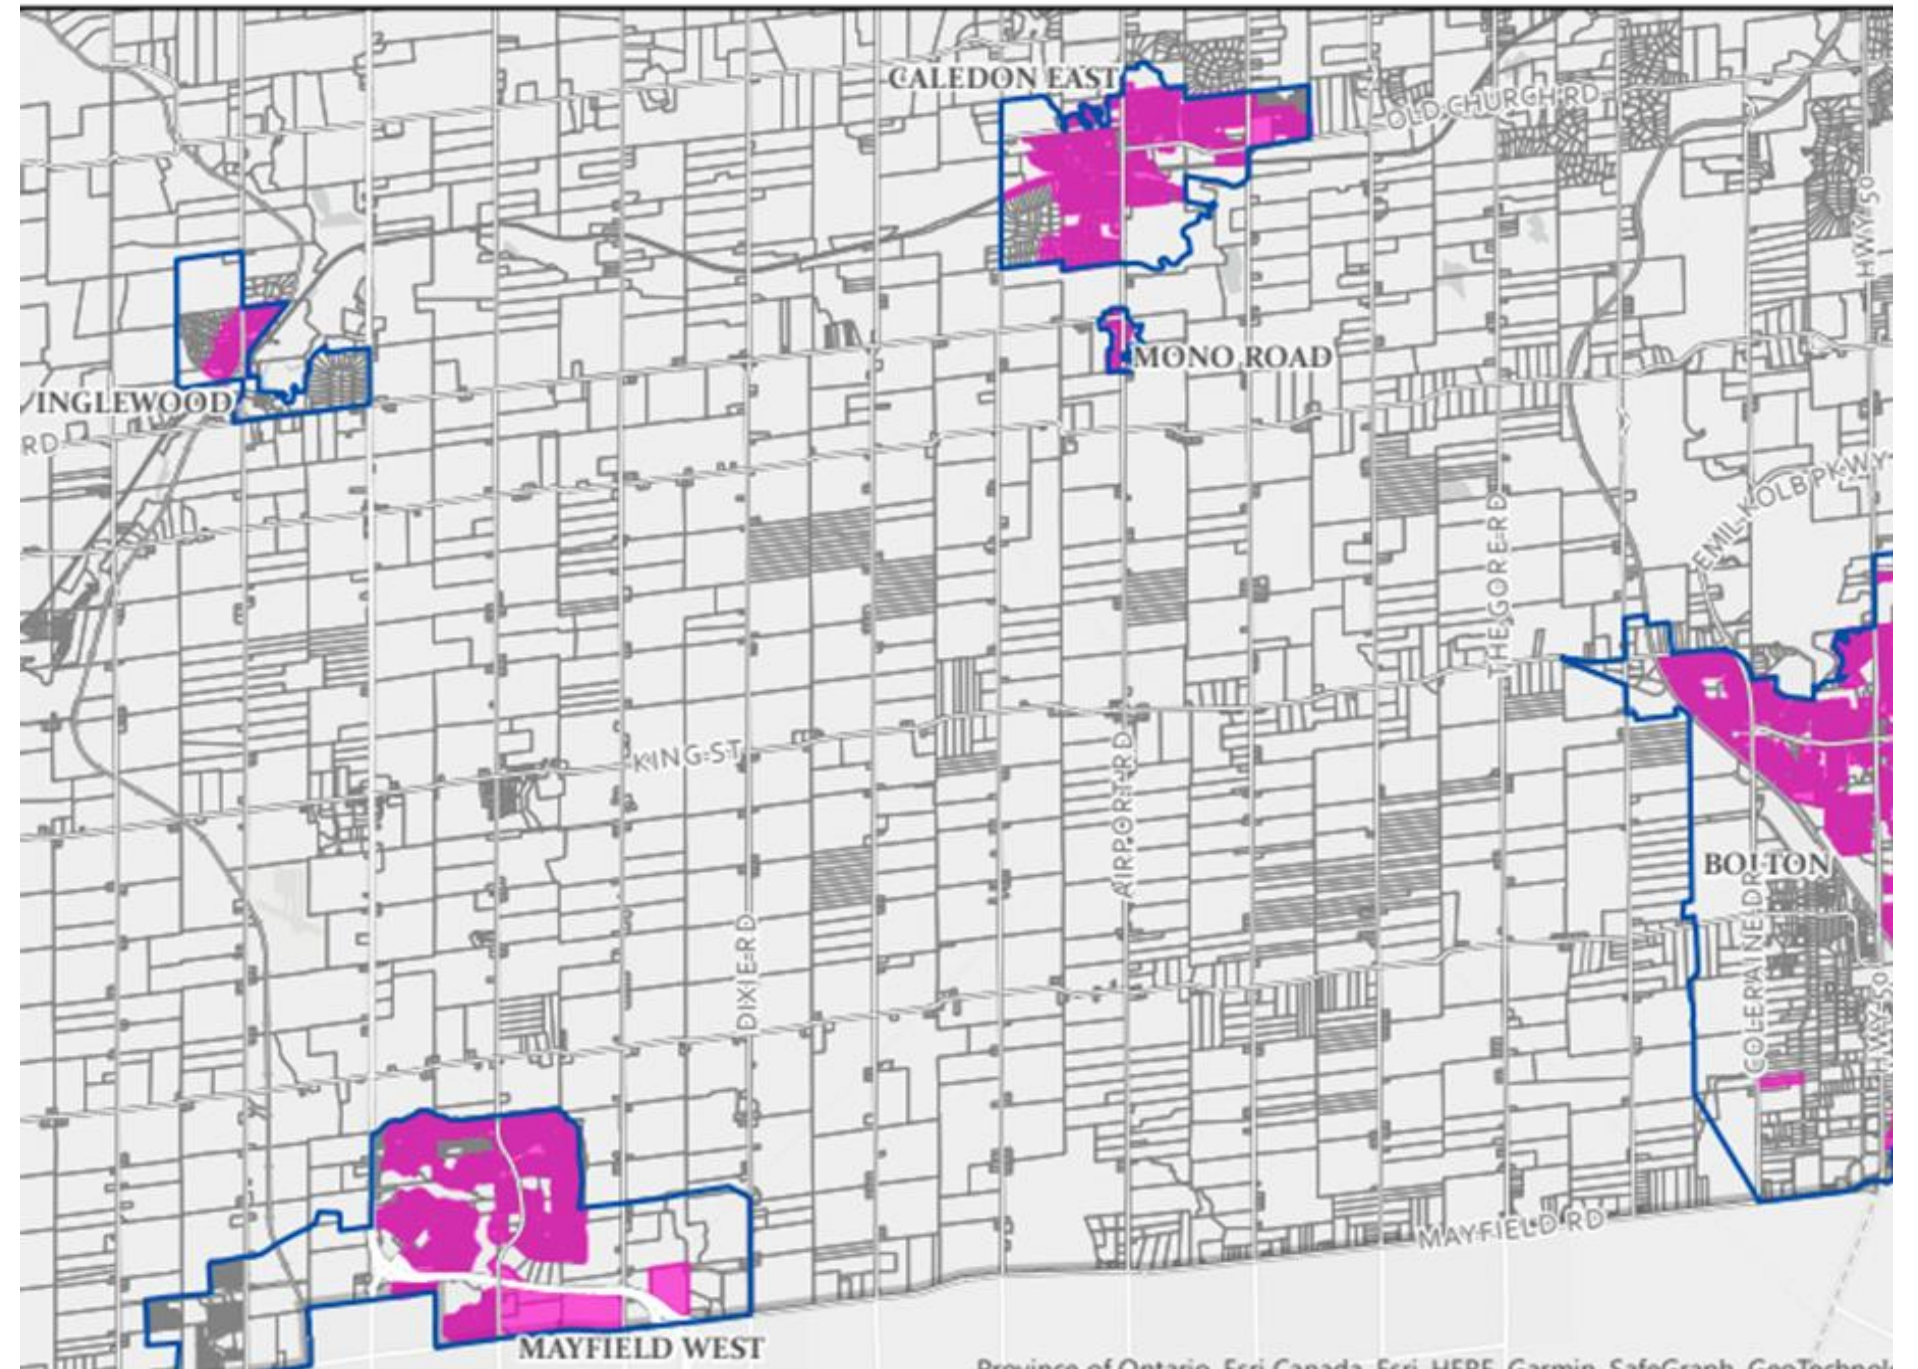 CALEDON EAST
OLD CHURCH RD
HWY 50
MONO ROAD
INGLEWOOD
RD
EMIL KOLB PKWY
THE GORE RD
KING ST
AIRPORT RD
BOLTON
COLERAINE DR
DIXIE RD
HWY 50
MAYFIELD RD
MAYFIELD WEST
Province of Ontario, Esri Canada, Esri, HERE, Garmin, SafeGraph,